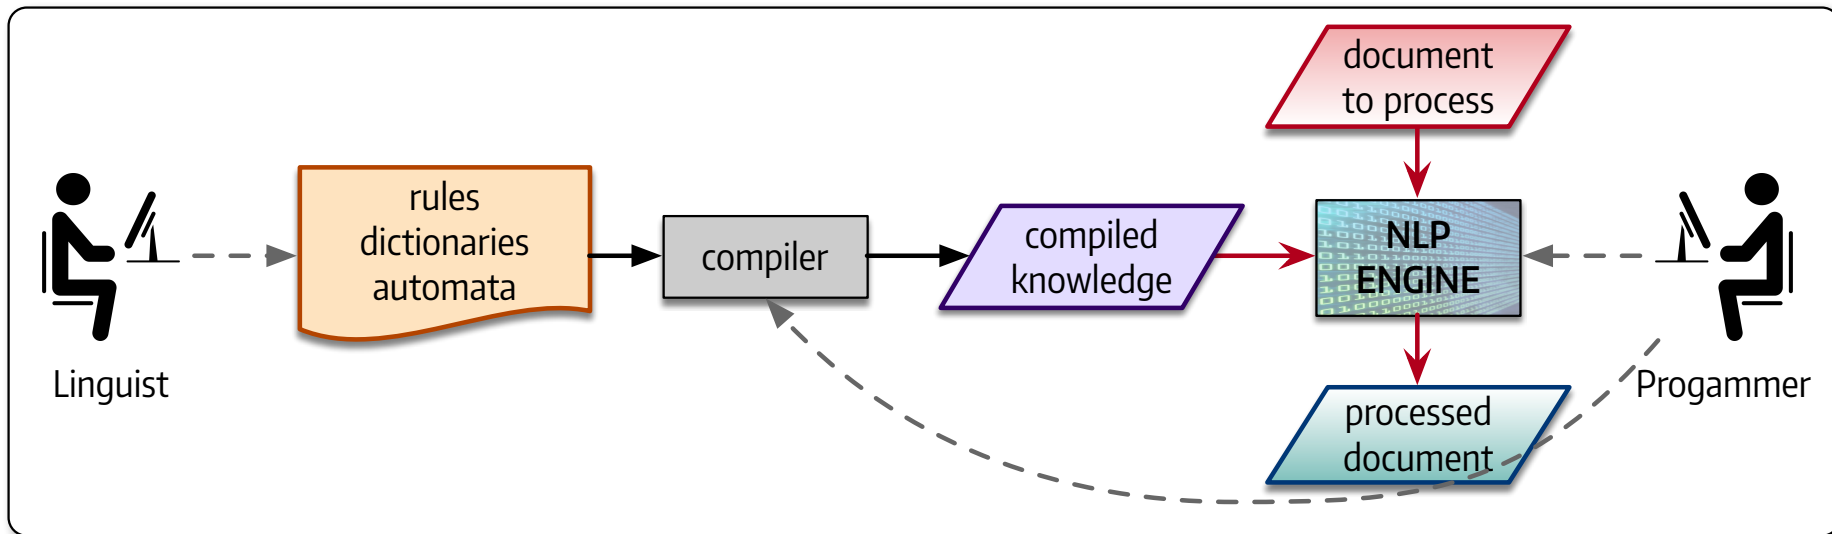 document
to process
rules
dictionaries
automata
compiler
compiled
knowledge
NLP
ENGINE
Linguist
Progammer
processed
document